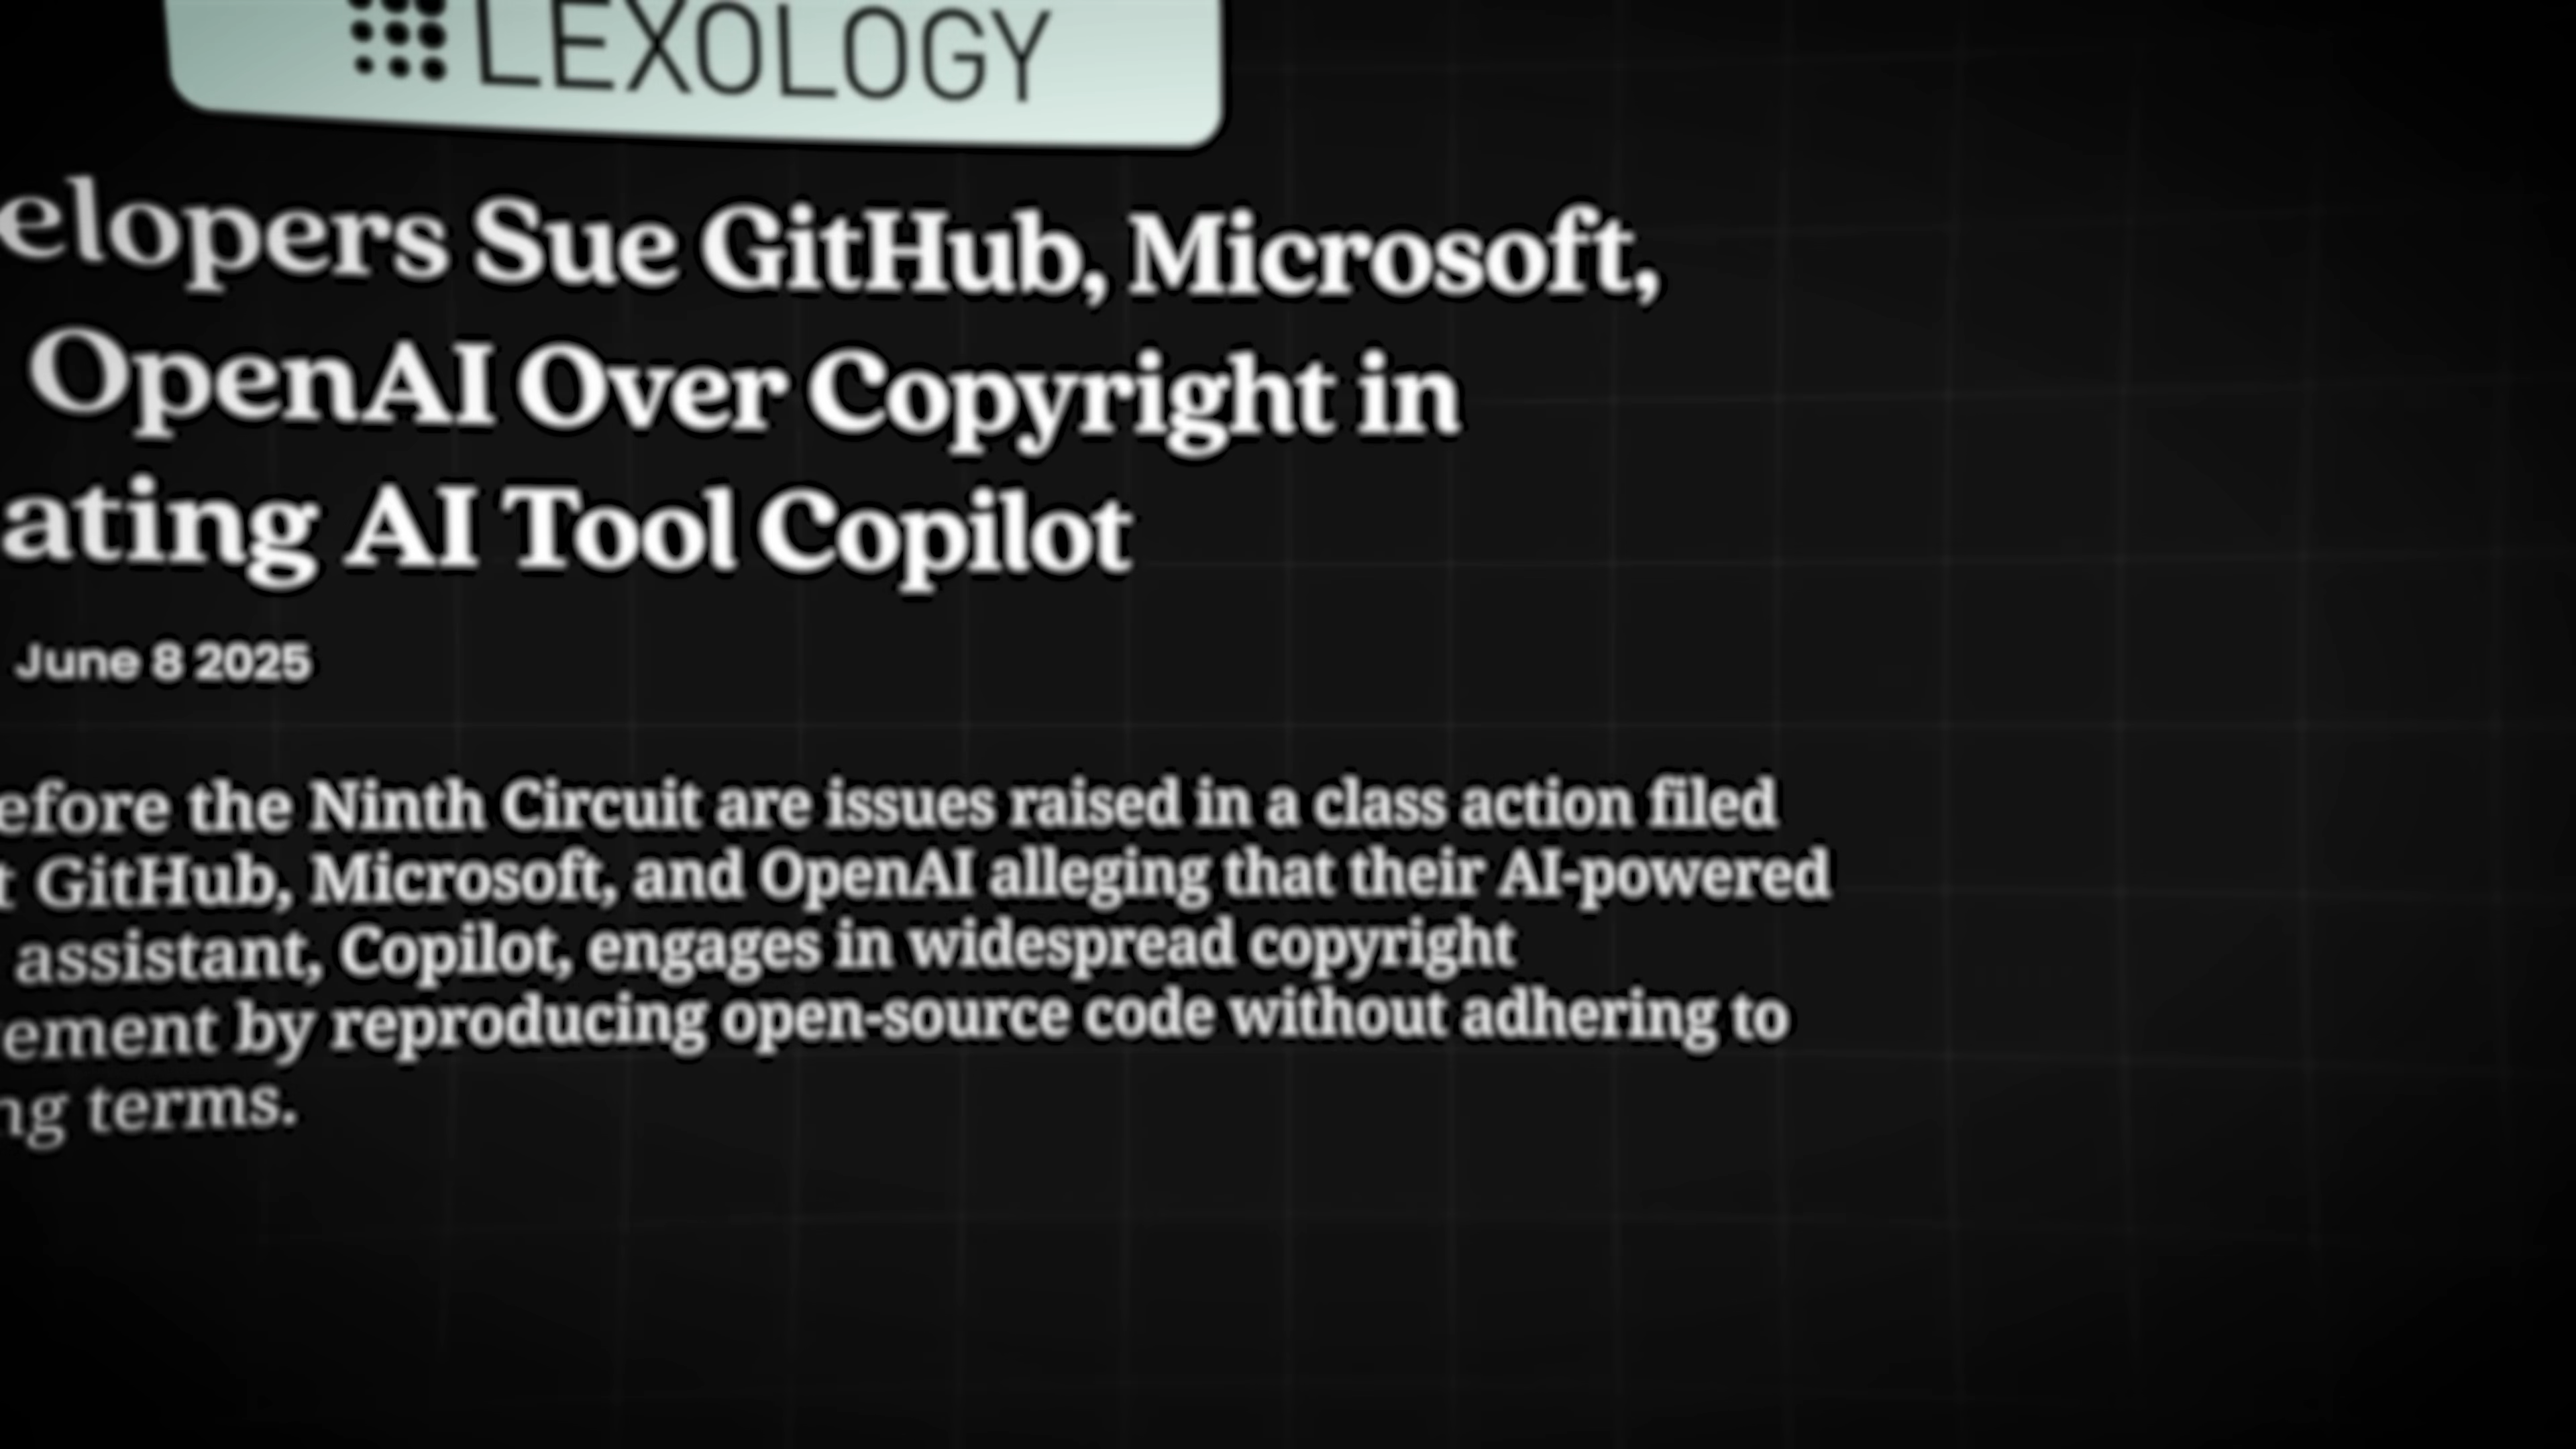 LEXOLOGY
elopers Sue GitHub, Microsoft,
OpenAI Over Copyright in
ating AI Tool Copilot
June 8 2025
efore the Ninth Circuit are issues raised in a class action filed
t GitHub, Microsoft, and OpenAI alleging that their AI-powered
assistant, Copilot, engages in widespread copyright
ement by reproducing open-source code without adhering to
ng terms.